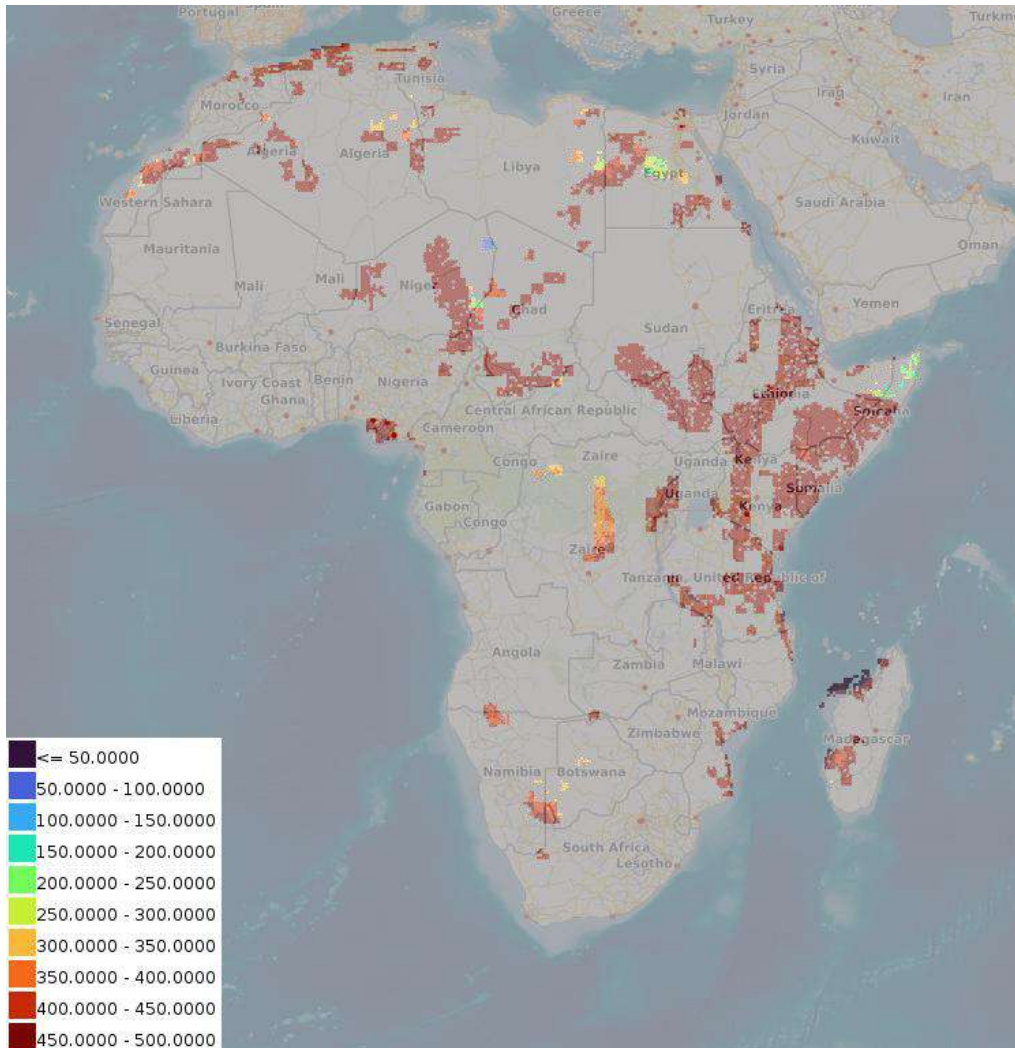 Portugal
Spain
Greece
Turkey
Turkm
Tunisia
Syria
Iraq
Iran
Morocco
Jordan
Algeria
Algeria
Libya
Egypt
Kuwait
Western Sahara
Saudi Arabia
Oman
Mauritania
Mali
Mali
Niger
Chad
Sudan
Eritrea
Yemen
Senegal
Burkina Faso
Guinea
Ivory Coast
Benin
Nigeria
Ghana
Liberia
Ethiopia
Somalia
Central African Republic
Cameroon
Congo
Zaire
Uganda
Kenya
Gabon
Uganda
Somalia
Congo
Kenya
Zaire
Tanzania, United Republic of
Angola
Zambia
Malawi
Mozambique
Zimbabwe
Madagascar
Namibia
Botswana
South Africa
Lesotho
<= 50.0000
50.0000 - 100.0000
100.0000 - 150.0000
150.0000 - 200.0000
200.0000 - 250.0000
250.0000 - 300.0000
300.0000 - 350.0000
350.0000 - 400.0000
400.0000 - 450.0000
450.0000 - 500.0000